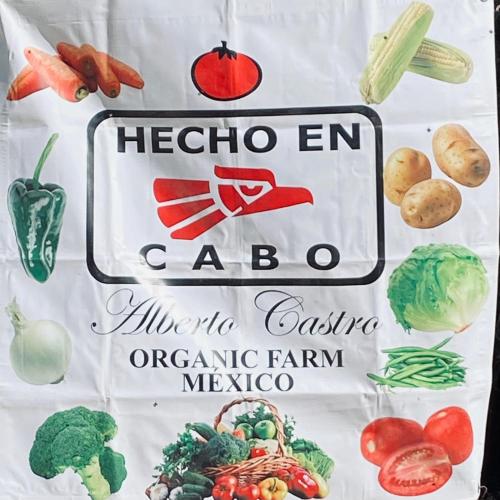 HECHO EN
CABO
Alberto Castro
ORGANIC FARM
MÉXICO